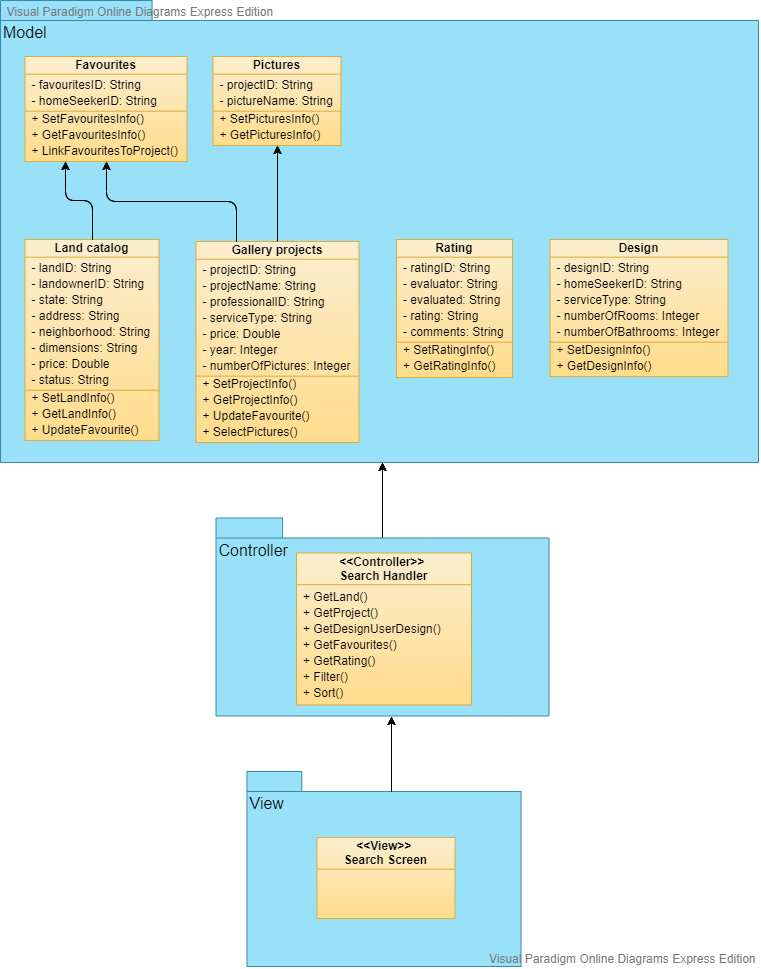 Visual Paradigm Online Diagrams Express Edition
Model
Favourites
- favouritesID: String
- homeSeekerID: String
+ SetFavouritesInfo()
+ GetFavouritesInfo()
+ LinkFavouritesToProject()
Pictures
- projectID: String
- pictureName: String
+ SetPicturesInfo()
+ GetPicturesInfo()
Land catalog
- landID: String
- landownerID: String
- state: String
- address: String
- neighborhood: String
- dimensions: String
- price: Double
- status: String
+ SetLandInfo()
+ GetLandInfo()
+ UpdateFavourite()
Gallery projects
- projectID: String
- projectName: String
- professionalID: String
- serviceType: String
- price: Double
- year: Integer
- numberOfPictures: Integer
+ SetProjectInfo()
+ GetProjectInfo()
+ UpdateFavourite()
+ SelectPictures()
Rating
- ratingID: String
- evaluator: String
- evaluated: String
- rating: String
- comments: String
+ SetRatingInfo()
+ GetRatingInfo()
Design
- designID: String
- homeSeekerID: String
- serviceType: String
- numberOfRooms: Integer
- numberOfBathrooms: Integer
+ SetDesignInfo()
+ GetDesignInfo()
Controller
<<Controller>>
Search Handler
+ GetLand()
+ GetProject()
+ GetDesignUserDesign()
+ GetFavourites()
+ GetRating()
+ Filter()
+ Sort()
View
<<View>>
Search Screen
Visual Paradigm Online Diagrams Express Edition